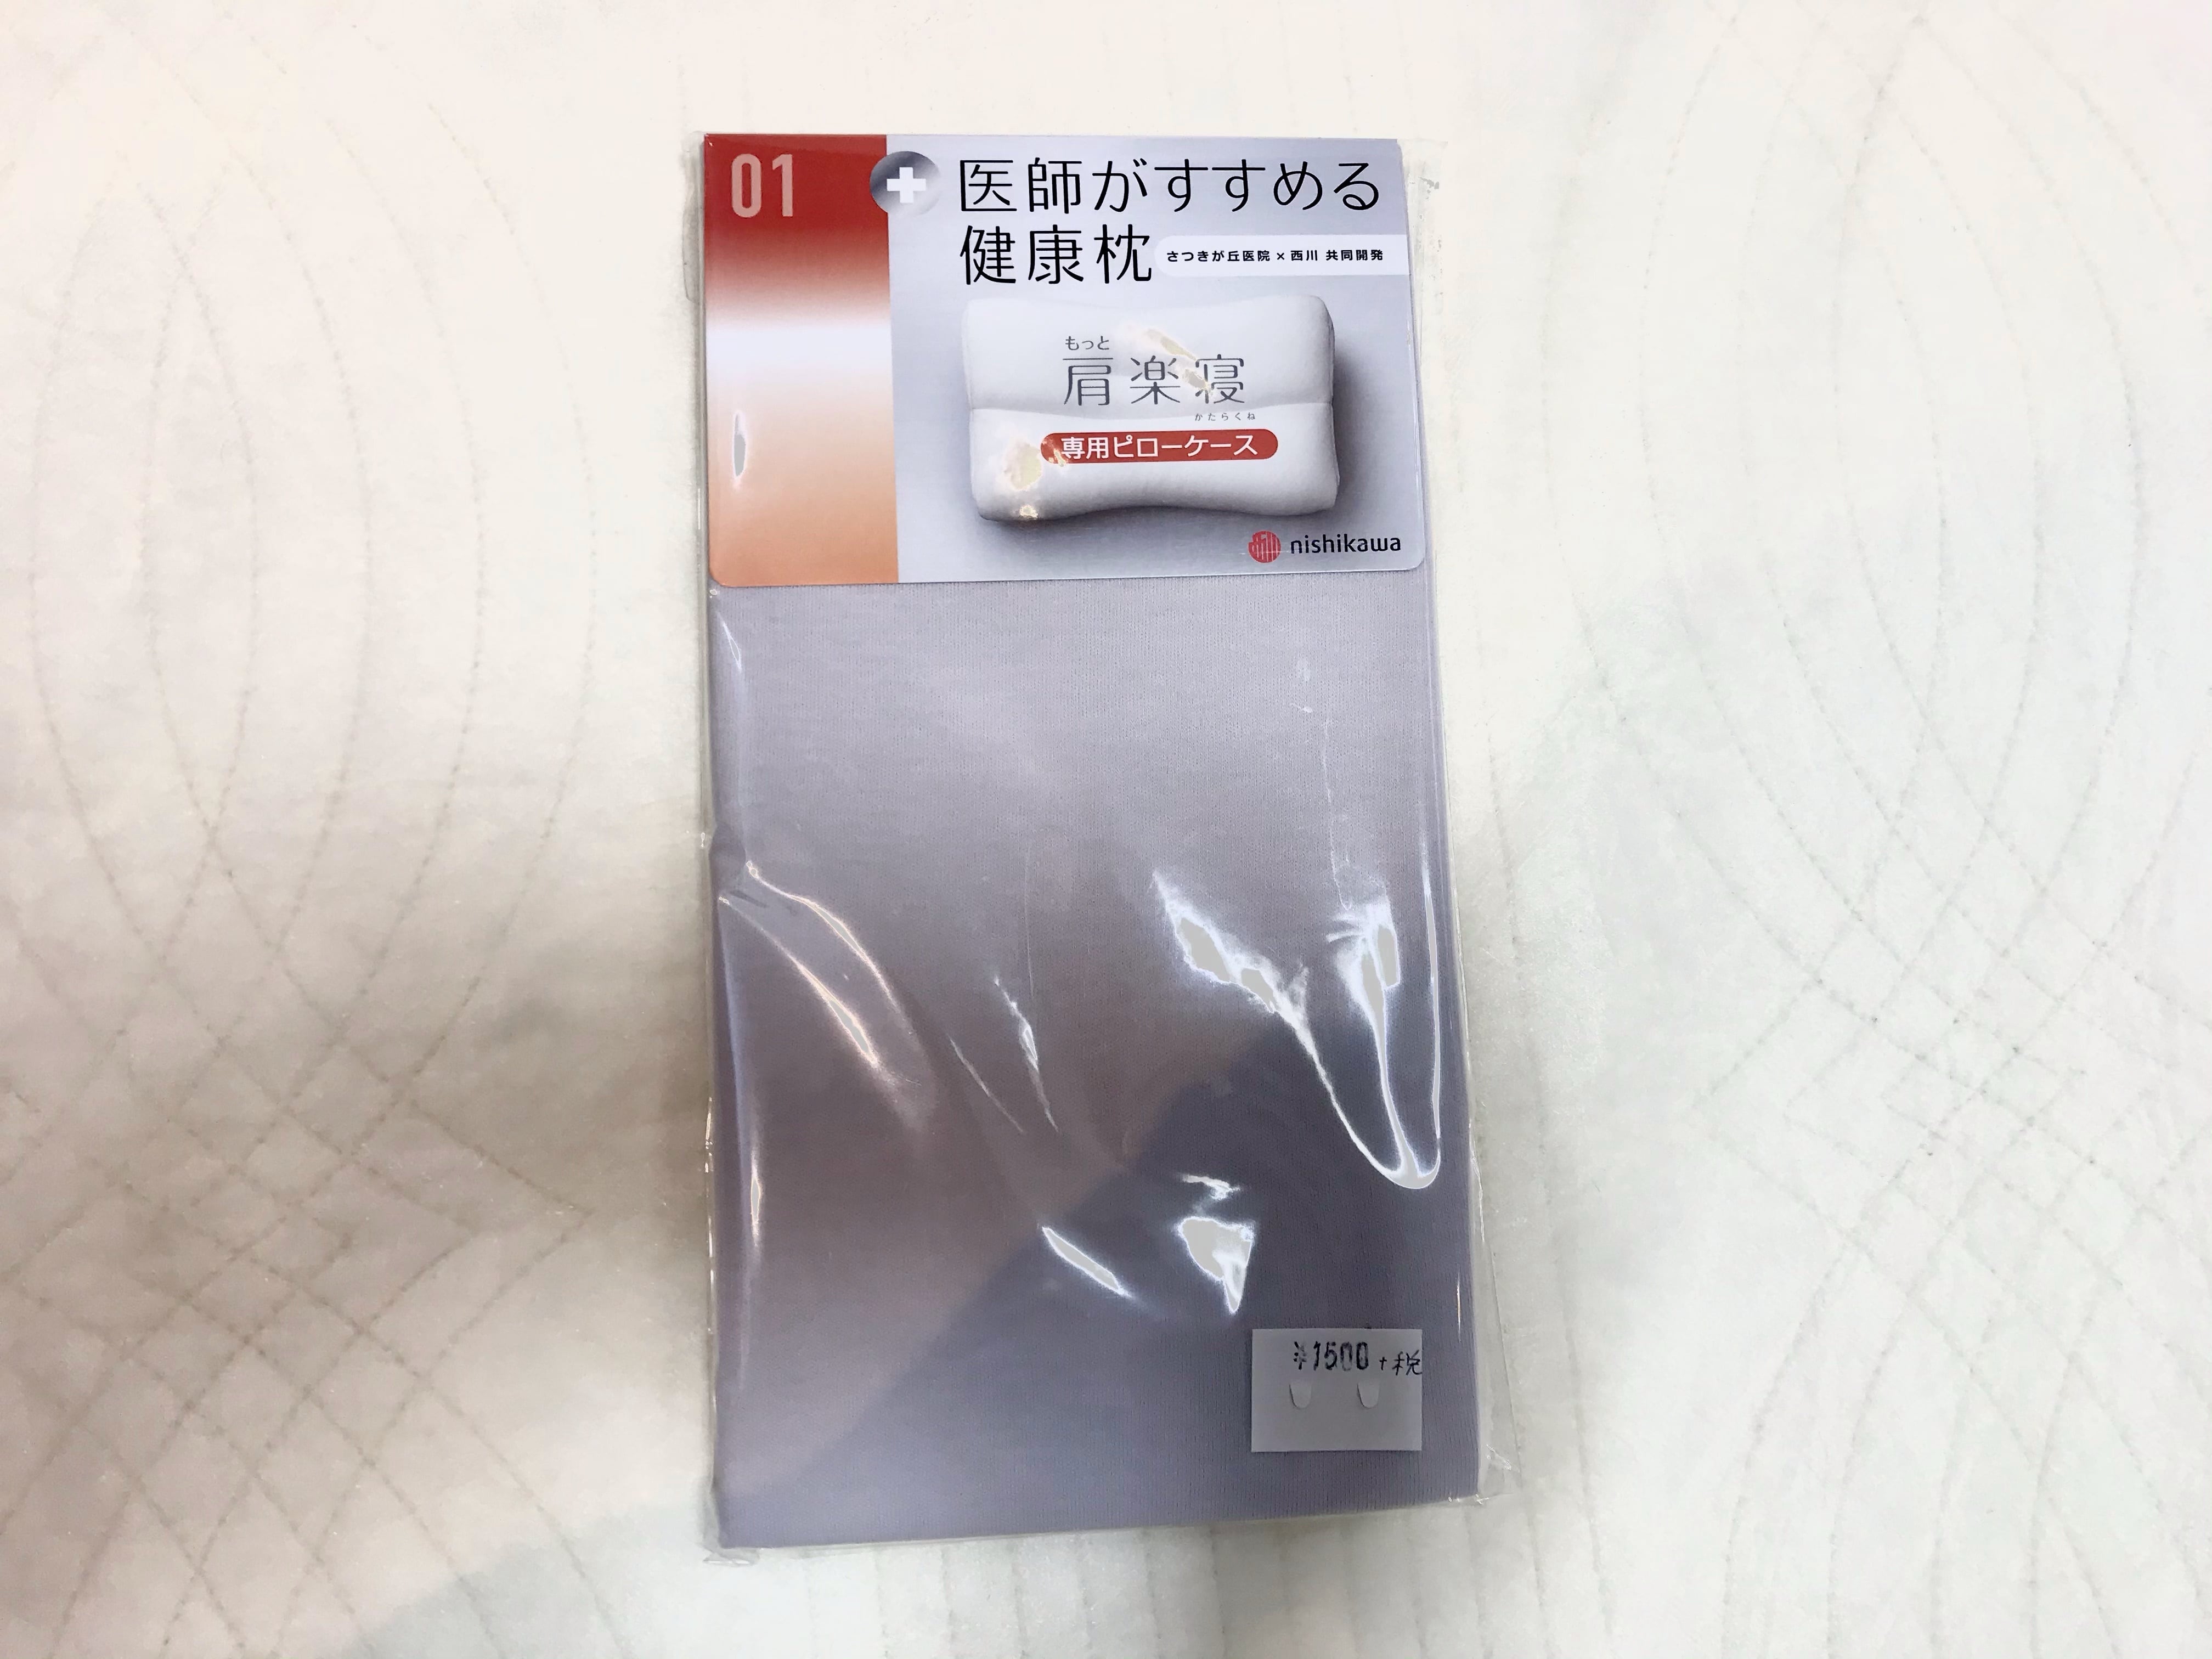 01
医師がすすめる
健康枕
さつきが丘医院×西川 共同開発
もっと
肩楽寝
かたらくね
専用ピローケース
nishikawa
¥1500+税